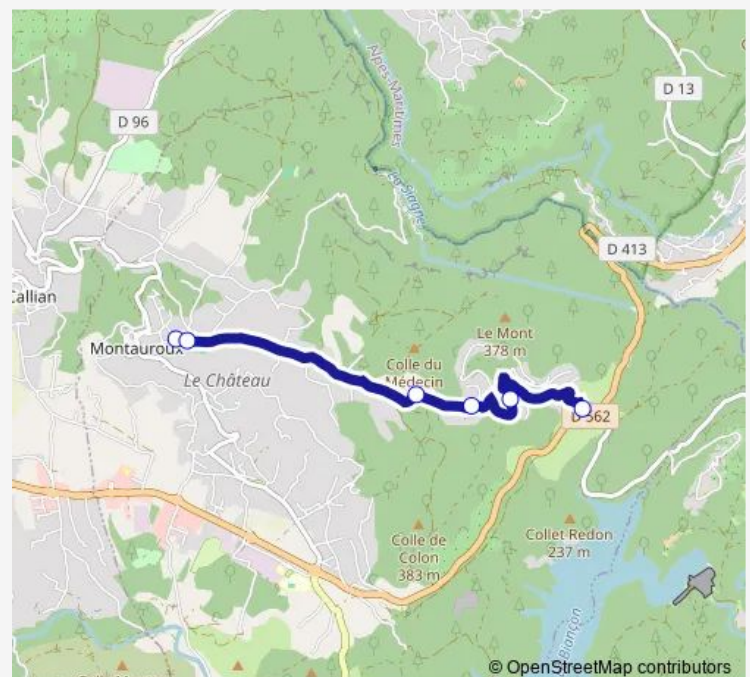 D 96
Alpes-Maritimes
D 13
La Siagne
D 413
Callian
Montauroux
Le Mont
378 m
Colle du
Médecin
Le Château
D 562
Colle de
Colon
383 m
Collet Redon
237 m
Biançon
© OpenStreetMap contributors